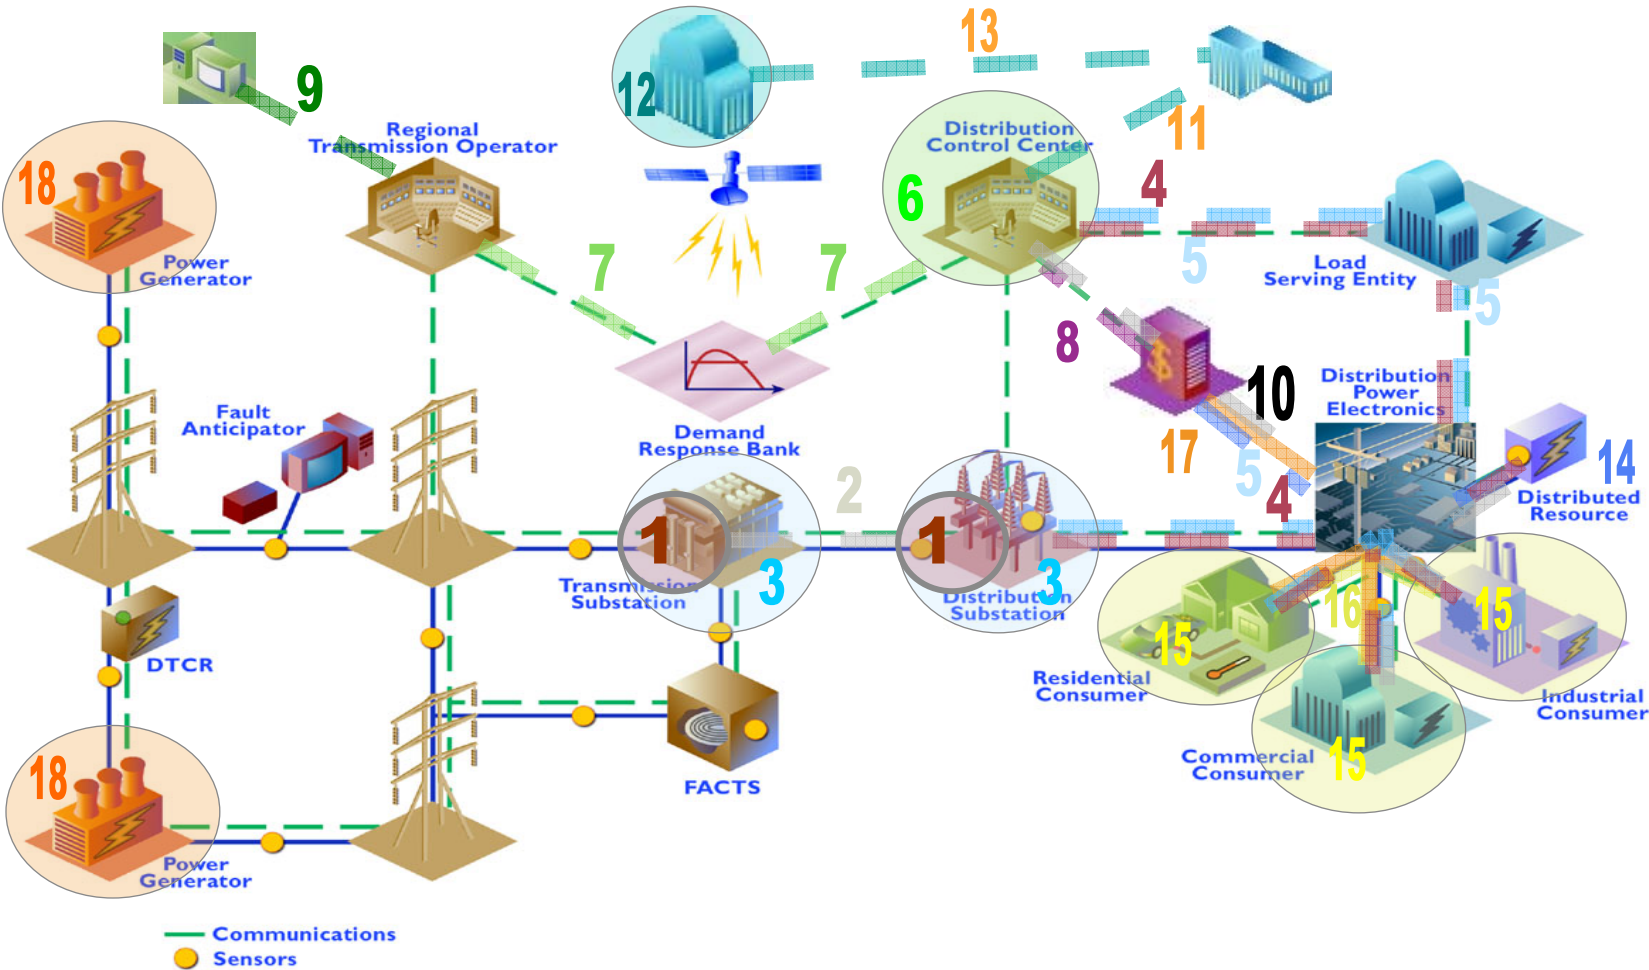 13
9
12
Regional
Transmission Operator
Distribution
Control Center
11
18
4
6
Power
Generator
7
7
5
Load
Serving Entity
5
8
$
10
Distribution
Power
Electronics
Fault
Anticipator
Demand
Response Bank
17
5
14
4
2
Distributed
Resource
1
1
3
3
Transmission
Substation
Distribution
Substation
16
15
15
DTCR
Residential
Consumer
Industrial
Consumer
18
Commercial
Consumer
15
FACTS
Power
Generator
Communications
Sensors